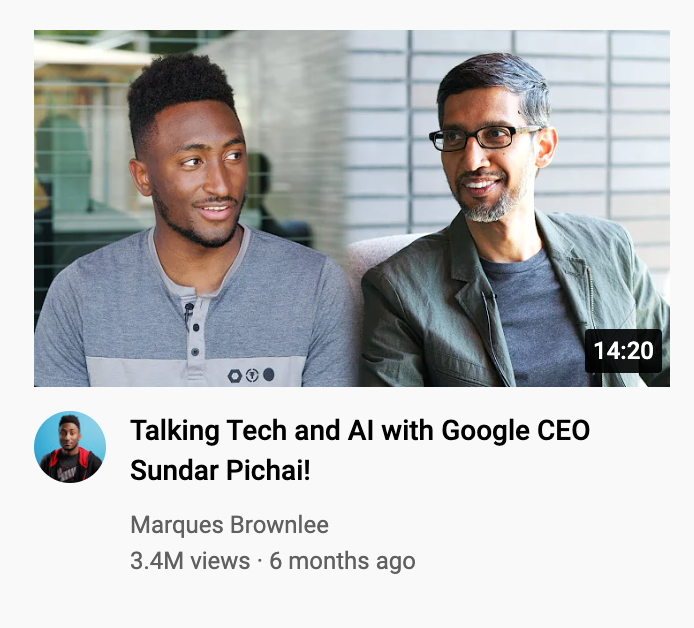 14:20
Talking Tech and AI with Google CEO
Sundar Pichai!
Marques Brownlee
3.4M views · 6 months ago